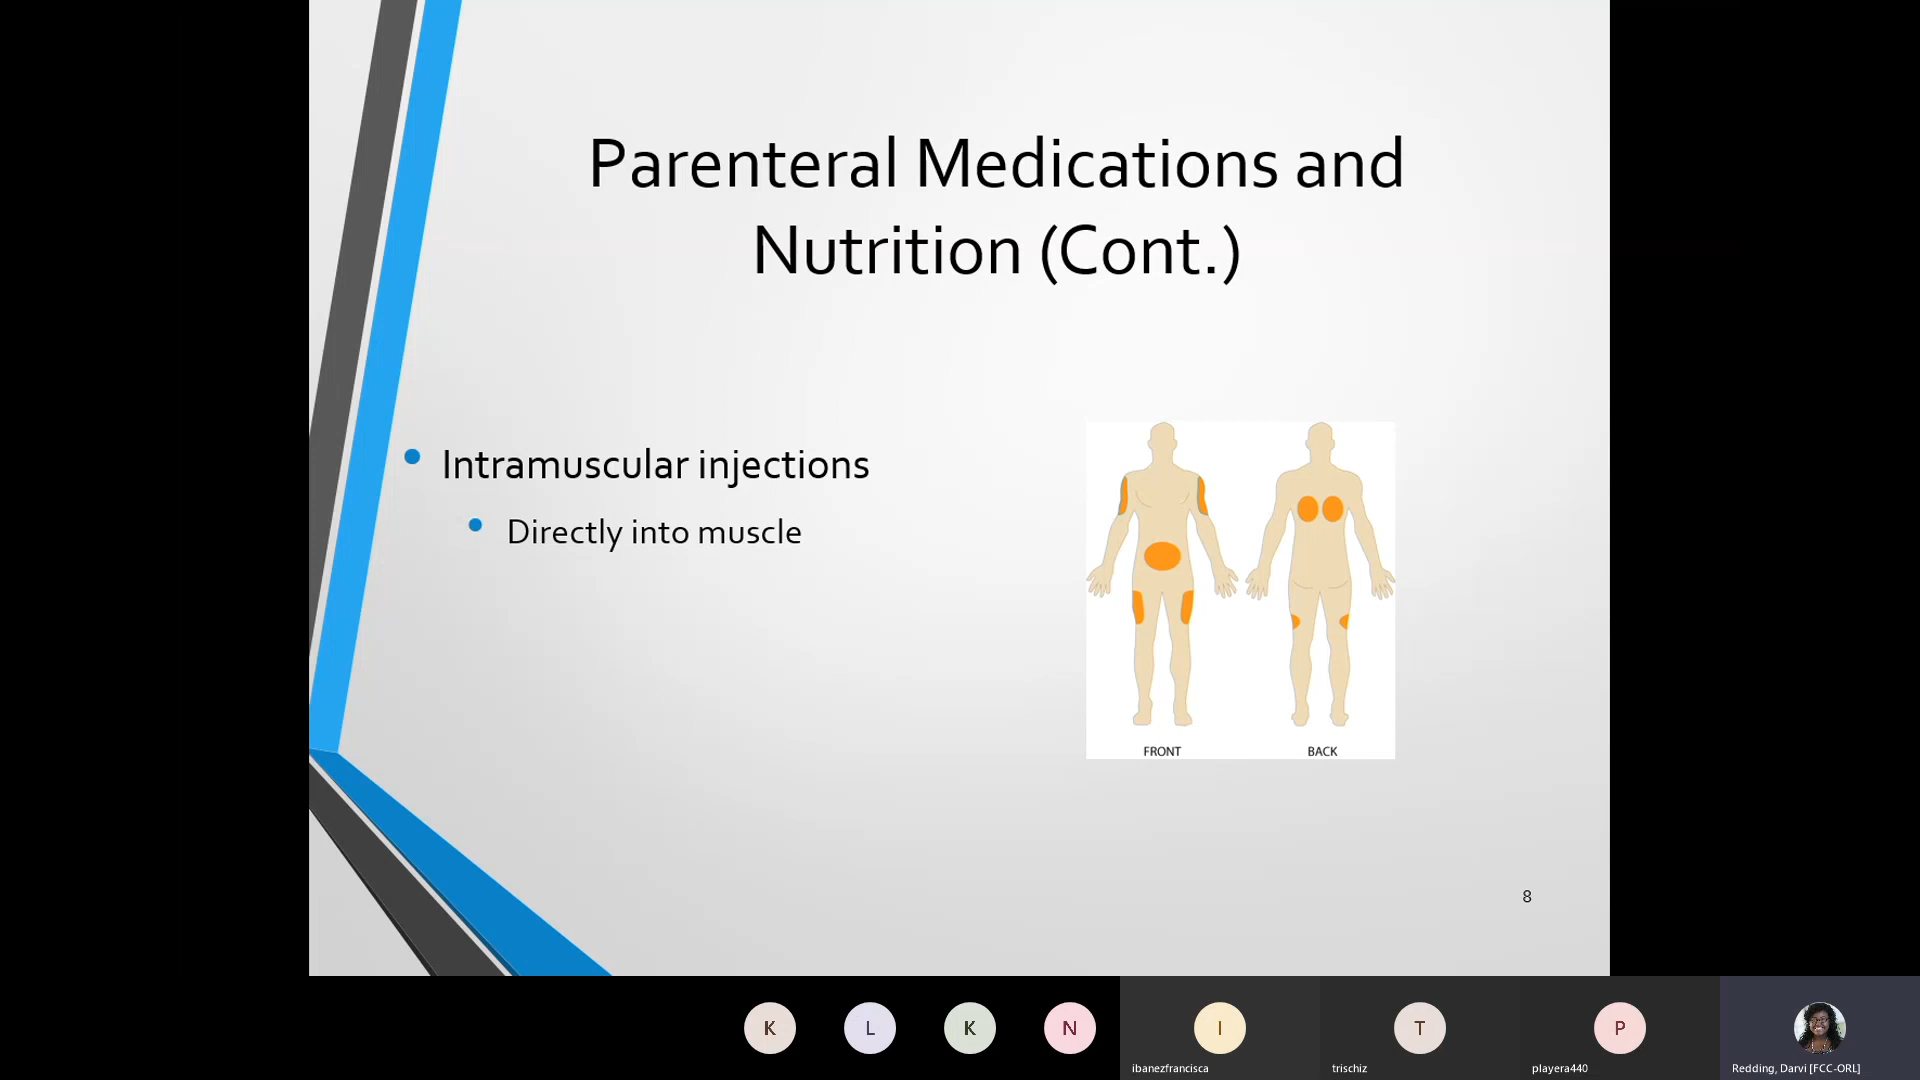 Parenteral Medications and
Nutrition (Cont.)
Intramuscular injections
Directly into muscle
FRONT BACK
8
K L K N I T P
ibanezfrancisca trischiz playera440 Redding, Darvi [FCC-ORL]